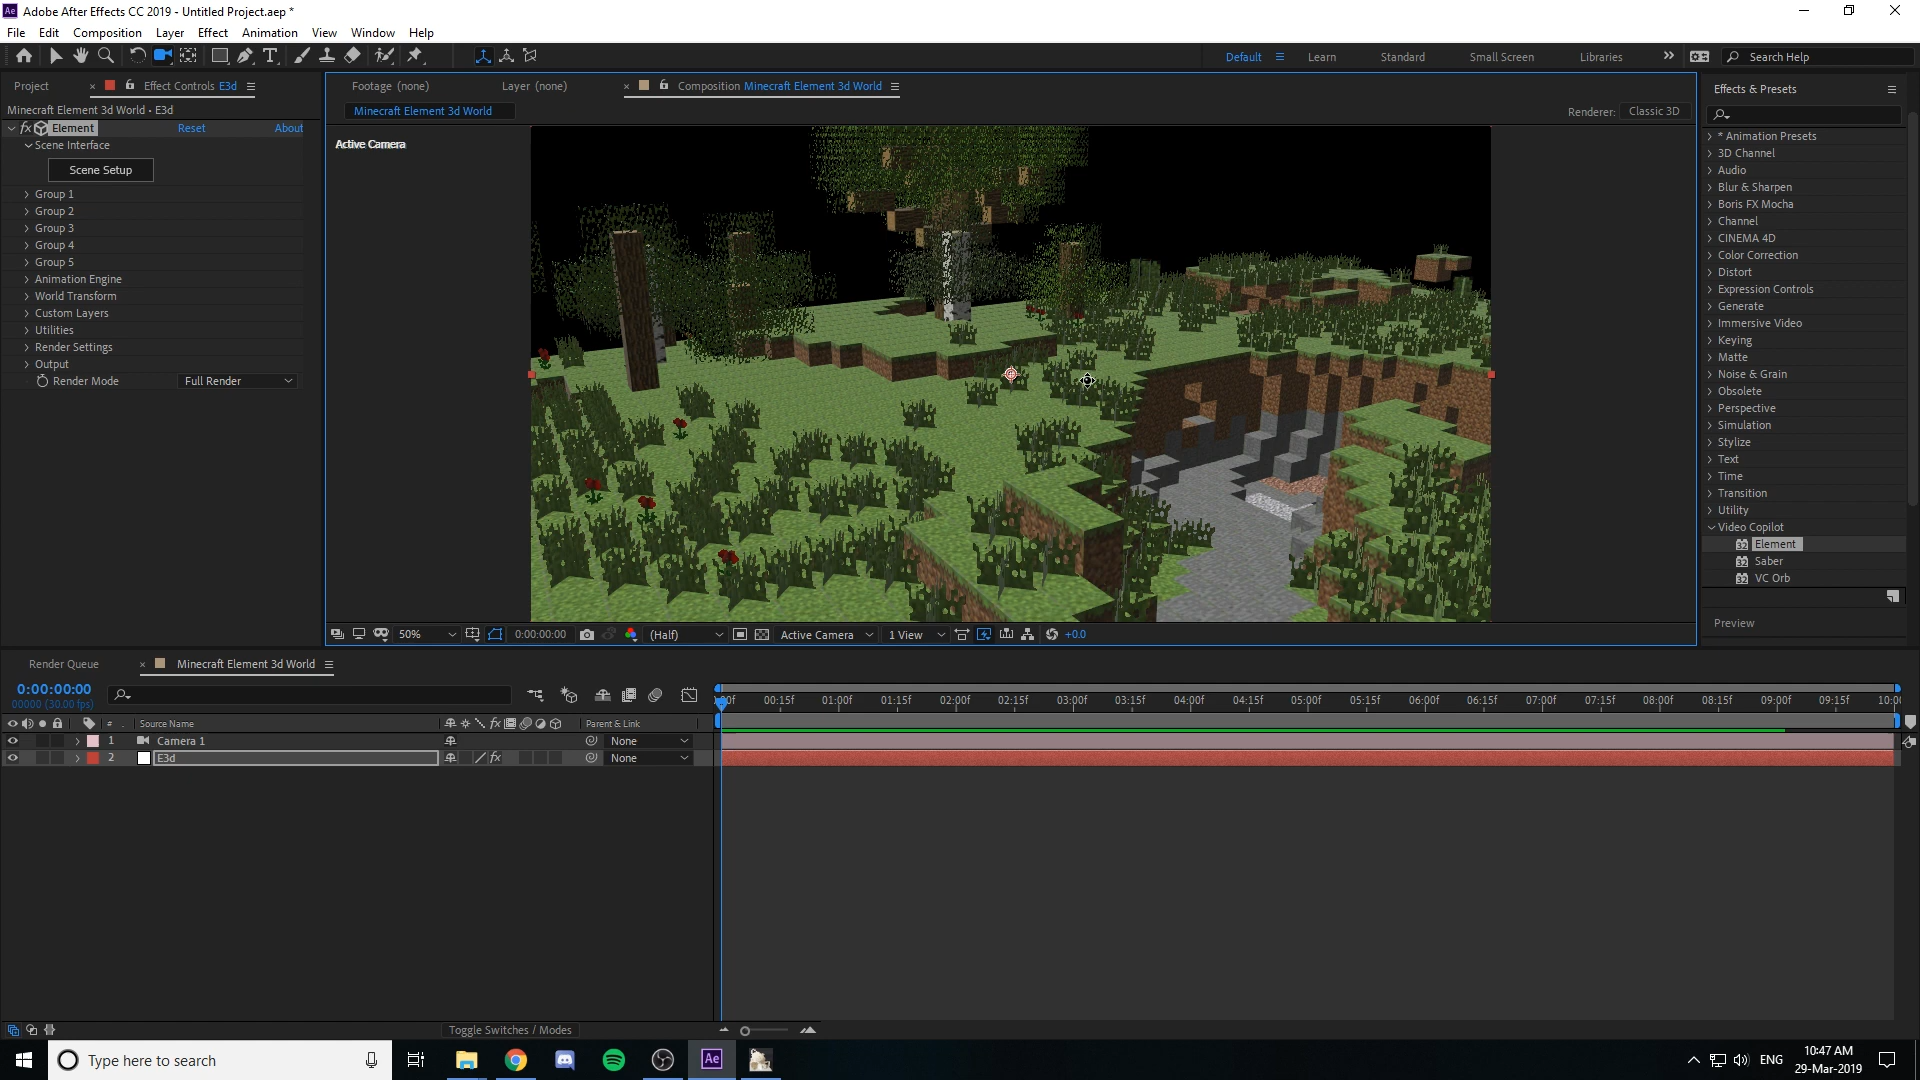 Ae Adobe After Effects CC 2019 - Untitled Project.aep *
File Edit Composition Layer Effect Animation View Window Help
Default Learn Standard Small Screen Libraries Search Help
Project Effect Controls E3d
Minecraft Element 3d World • E3d
fx Element Reset About
Scene Interface
Scene Setup
Group 1
Group 2
Group 3
Group 4
Group 5
Animation Engine
World Transform
Custom Layers
Utilities
Render Settings
Output
Render Mode Full Render
Footage (none) Layer (none) Composition Minecraft Element 3d World
Minecraft Element 3d World Renderer: Classic 3D
Active Camera
50% 0:00:00:00 (Half) Active Camera 1 View +0.0
Effects & Presets
* Animation Presets
3D Channel
Audio
Blur & Sharpen
Boris FX Mocha
Channel
CINEMA 4D
Color Correction
Distort
Expression Controls
Generate
Immersive Video
Keying
Matte
Noise & Grain
Obsolete
Perspective
Simulation
Stylize
Text
Time
Transition
Utility
Video Copilot
32 Element
32 Saber
32 VC Orb
Preview
Render Queue Minecraft Element 3d World
0:00:00:00
00000 (30.00 fps)
00:15f 01:00f 01:15f 02:00f 02:15f 03:00f 03:15f 04:00f 04:15f 05:00f 05:15f 06:00f 06:15f 07:00f 07:15f 08:00f 08:15f 09:00f 09:15f
# Source Name fx Parent & Link
1 Camera 1 None
2 E3d fx None
Toggle Switches / Modes
Type here to search Ae ENG 10:47 AM
29-Mar-2019